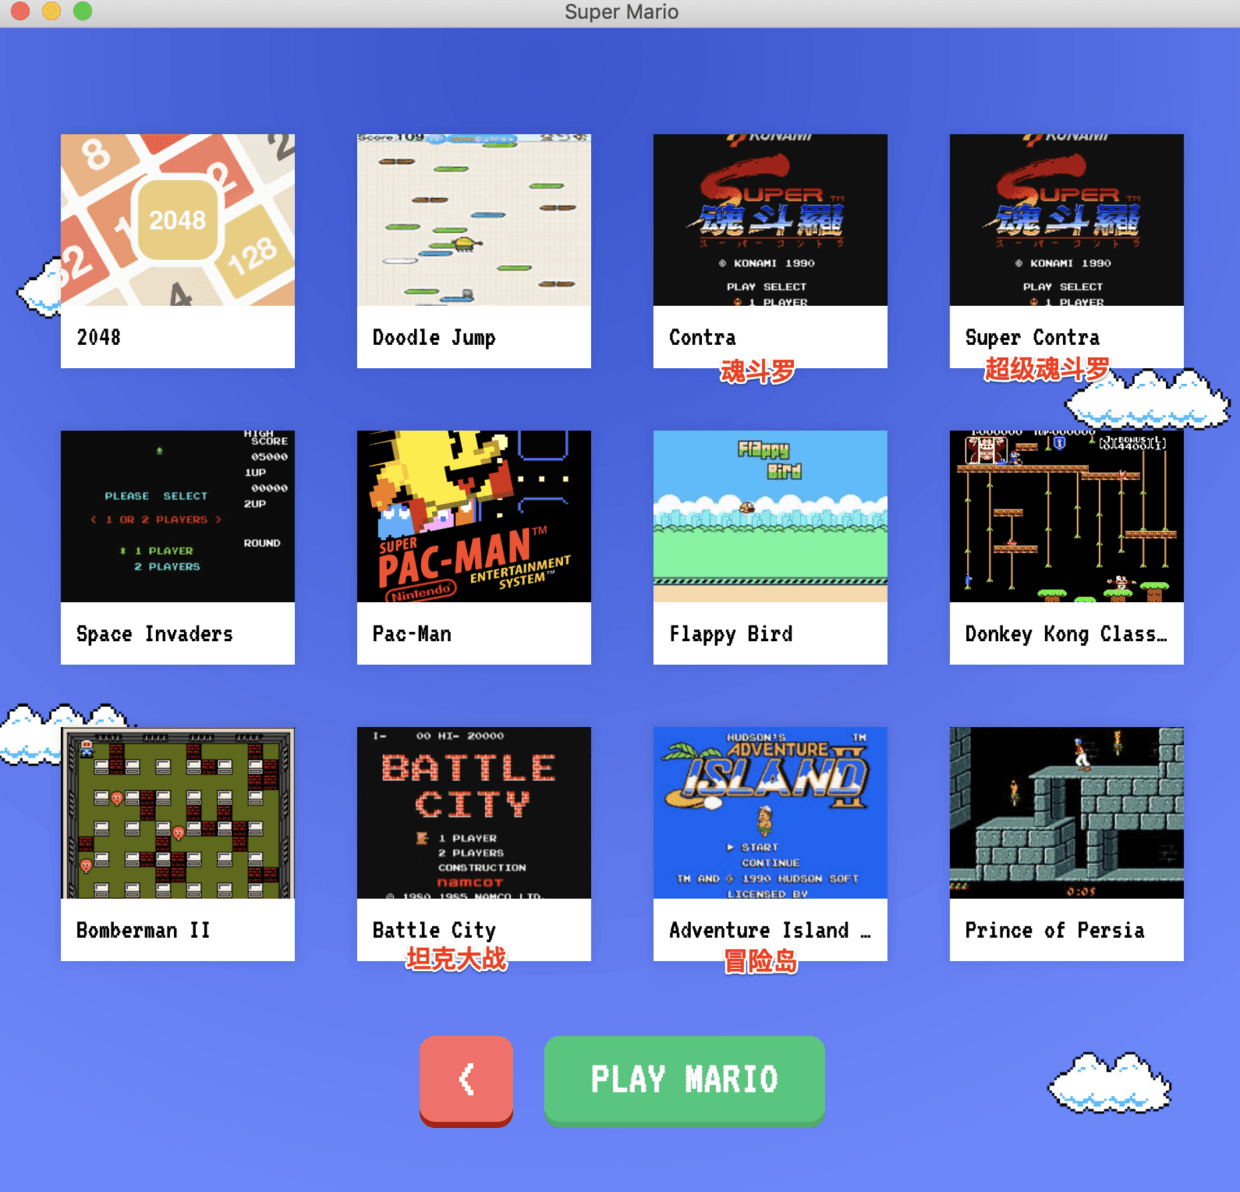 Super Mario
8
2
2048
128
4
2048
Score:109
Doodle Jump
KONAMI
SUPER TM
魂斗羅
スーパーコントラ
© KONAMI 1990
PLAY SELECT
1 PLAYER
Contra
魂斗罗
KONAMI
SUPER TM
魂斗羅
スーパーコントラ
© KONAMI 1990
PLAY SELECT
1 PLAYER
Super Contra
超级魂斗罗
HIGH
SCORE
05000
1UP
00000
2UP
PLEASE SELECT
< 1 OR 2 PLAYERS >
ROUND
1 PLAYER
2 PLAYERS
Space Invaders
SUPER
PAC-MAN™
Nintendo
ENTERTAINMENT
SYSTEM™
Pac-Man
Flappy
Bird
Flappy Bird
I-000000 TOP-000000
BONUS
Donkey Kong Class…
Bomberman II
I- 00 HI- 20000
BATTLE
CITY
1 PLAYER
2 PLAYERS
CONSTRUCTION
namcot
© 1980 1985 NAMCO LTD.
Battle City
坦克大战
HUDSON'S TM
ADVENTURE
ISLAND II
START
CONTINUE
TM AND © 1990 HUDSON SOFT
LICENSED BY
Adventure Island …
冒险岛
0:05
Prince of Persia
<
PLAY MARIO